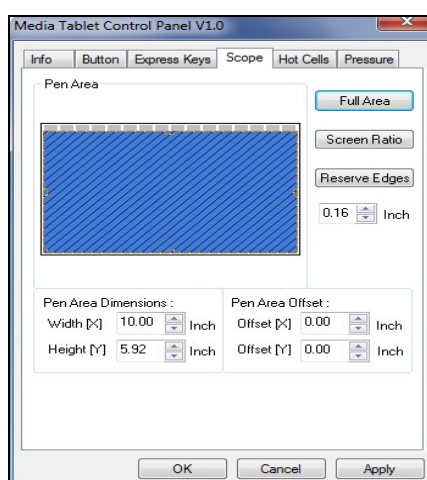 Media Tablet Control Panel V1.0
Info Button Express Keys Scope Hot Cells Pressure
Pen Area
Full Area
Screen Ratio
Reserve Edges
0.16 Inch
Pen Area Dimensions : Pen Area Offset :
Width [X] 10.00 Inch Offset [X] 0.00 Inch
Height [Y] 5.92 Inch Offset [Y] 0.00 Inch
OK Cancel Apply